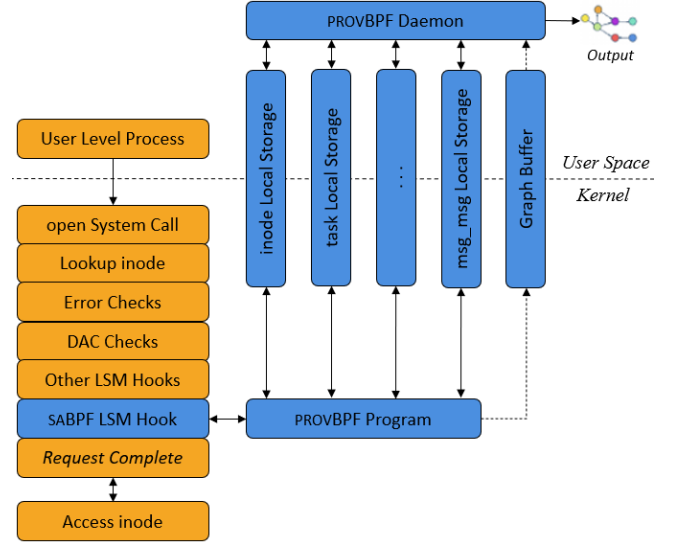 PROVBPF Daemon
Output
inode Local Storage
task Local Storage
...
msg_msg Local Storage
Graph Buffer
User Level Process
User Space
Kernel
open System Call
Lookup inode
Error Checks
DAC Checks
Other LSM Hooks
SABPF LSM Hook
PROVBPF Program
Request Complete
Access inode